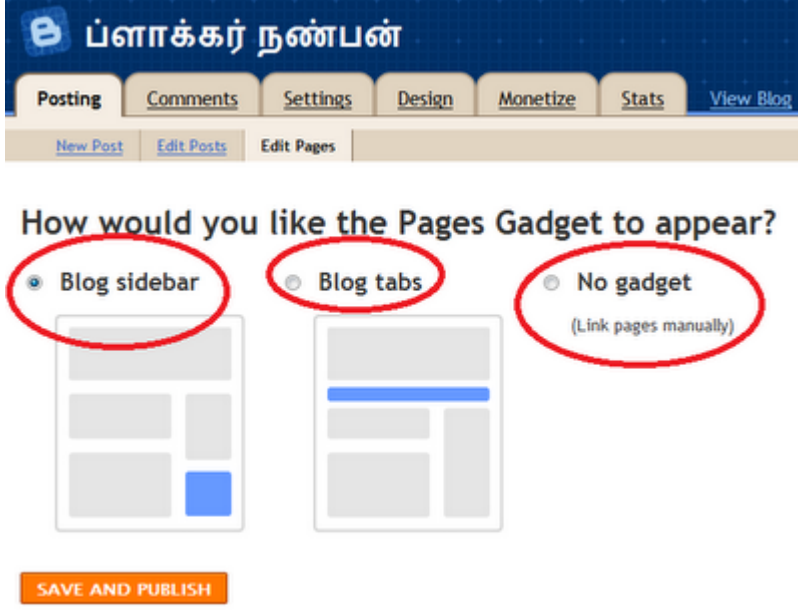 ப்ளாக்கர் நண்பன்
Posting Comments Settings Design Monetize Stats View Blog
New Post Edit Posts Edit Pages
How would you like the Pages Gadget to appear?
Blog sidebar Blog tabs No gadget
(Link pages manually)
SAVE AND PUBLISH